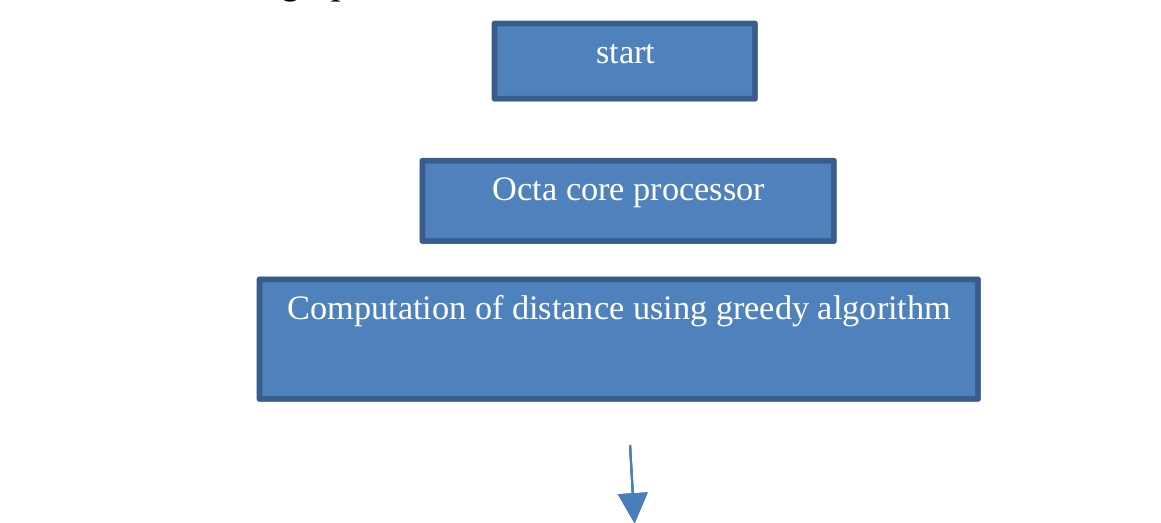 start
Octa core processor
Computation of distance using greedy algorithm